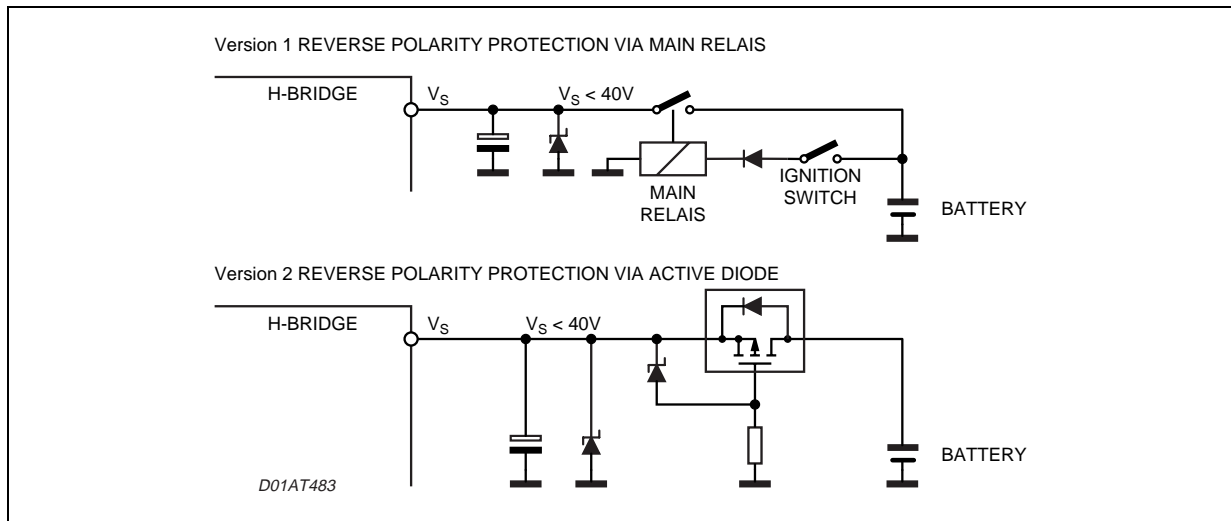 Version 1 REVERSE POLARITY PROTECTION VIA MAIN RELAIS
H-BRIDGE
VS
VS < 40V
MAIN
RELAIS
IGNITION
SWITCH
BATTERY
Version 2 REVERSE POLARITY PROTECTION VIA ACTIVE DIODE
H-BRIDGE
VS
VS < 40V
BATTERY
D01AT483